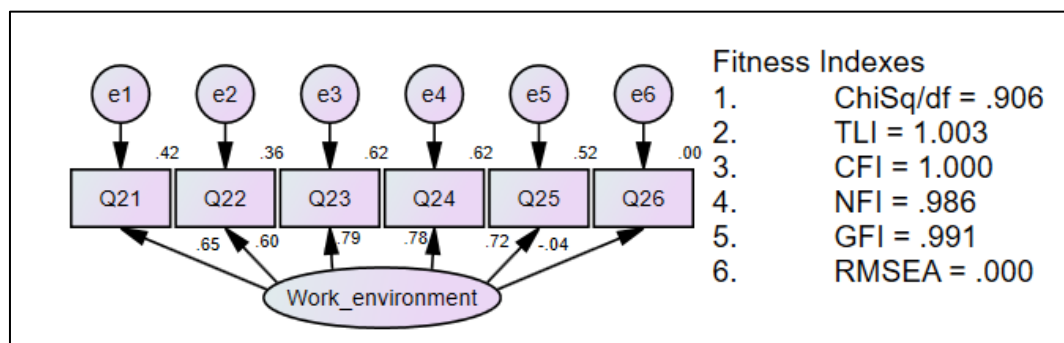 Fitness Indexes
e1 e2 e3 e4 e5 e6
1. ChiSq/df = .906
2. TLI = 1.003
.42 .36 .62 .62 .52 .00
3. CFI = 1.000
Q21 Q22 Q23 Q24 Q25 Q26
4. NFI = .986
.65 .60 .79 .78 .72 -.04
5. GFI = .991
6. RMSEA = .000
Work_environment